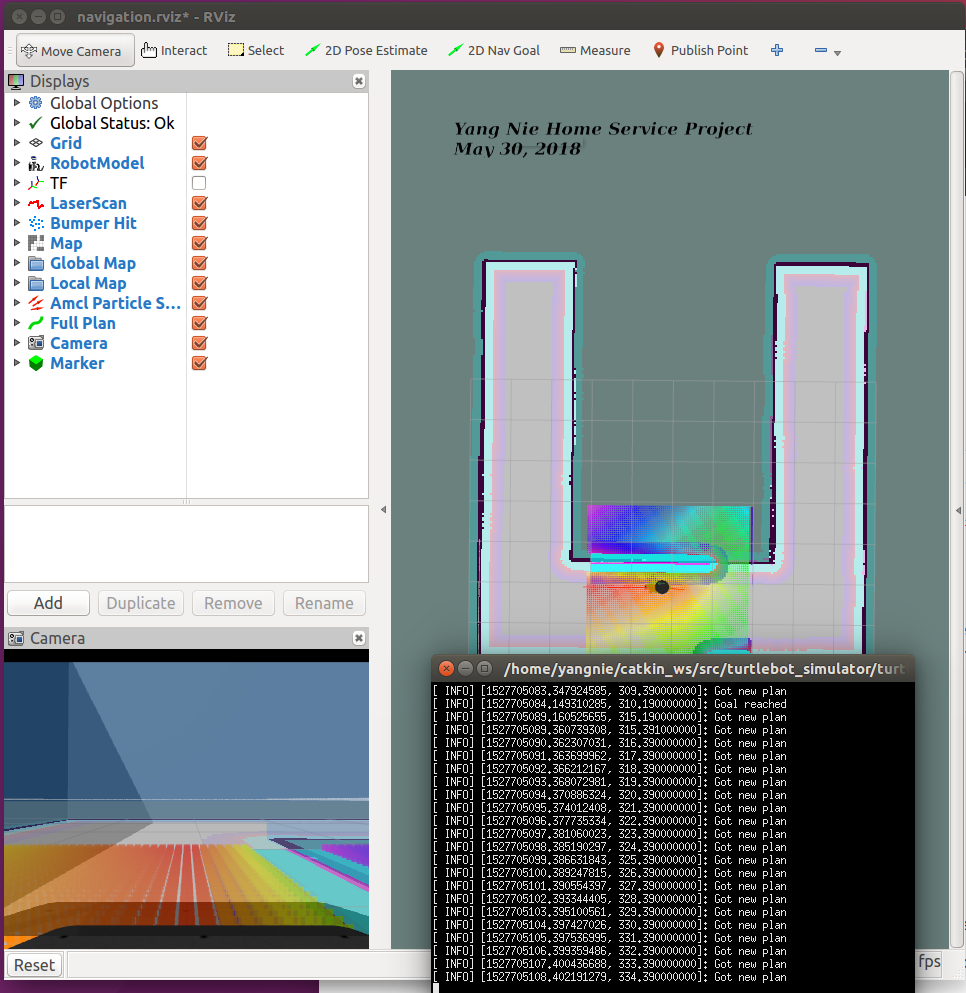 navigation.rviz* - RViz
Move Camera Interact Select 2D Pose Estimate 2D Nav Goal Measure Publish Point
Displays
Global Options
Global Status: Ok
Grid
RobotModel
TF
LaserScan
Bumper Hit
Map
Global Map
Local Map
Amcl Particle S...
Full Plan
Camera
Marker
Add Duplicate Remove Rename
Camera
Reset
Yang Nie Home Service Project
May 30, 2018
/home/yangnie/catkin_ws/src/turtlebot_simulator/turt
[ INFO] [1527705083.347924585, 309.390000000]: Got new plan
[ INFO] [1527705084.149310285, 310.190000000]: Goal reached
[ INFO] [1527705089.160525655, 315.190000000]: Got new plan
[ INFO] [1527705089.360739308, 315.391000000]: Got new plan
[ INFO] [1527705090.362307031, 316.390000000]: Got new plan
[ INFO] [1527705091.363699962, 317.390000000]: Got new plan
[ INFO] [1527705092.366212167, 318.390000000]: Got new plan
[ INFO] [1527705093.368072981, 319.390000000]: Got new plan
[ INFO] [1527705094.370886324, 320.390000000]: Got new plan
[ INFO] [1527705095.374012408, 321.390000000]: Got new plan
[ INFO] [1527705096.377735334, 322.390000000]: Got new plan
[ INFO] [1527705097.381060023, 323.390000000]: Got new plan
[ INFO] [1527705098.385190297, 324.390000000]: Got new plan
[ INFO] [1527705099.386631843, 325.390000000]: Got new plan
[ INFO] [1527705100.389247815, 326.390000000]: Got new plan
[ INFO] [1527705101.390554397, 327.390000000]: Got new plan
[ INFO] [1527705102.393344405, 328.390000000]: Got new plan
[ INFO] [1527705103.395100561, 329.390000000]: Got new plan
[ INFO] [1527705104.397427026, 330.390000000]: Got new plan
[ INFO] [1527705105.397536995, 331.390000000]: Got new plan
[ INFO] [1527705106.399359486, 332.390000000]: Got new plan
[ INFO] [1527705107.400436688, 333.390000000]: Got new plan
[ INFO] [1527705108.402191279, 334.390000000]: Got new plan
fps